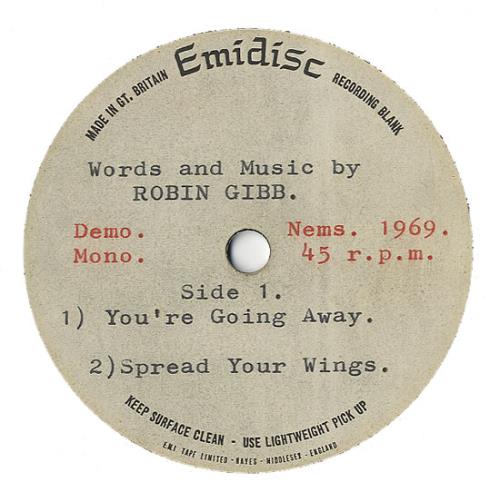 Emidisc
MADE IN GT. BRITAIN RECORDING BLANK
Words and Music by
ROBIN GIBB.
Demo. Nems. 1969.
Mono. 45 r.p.m.
Side 1.
1) You're Going Away.
2)Spread Your Wings.
KEEP SURFACE CLEAN - USE LIGHTWEIGHT PICK UP
E.M.I TAPE LIMITED - HAYES - MIDDLESEX - ENGLAND